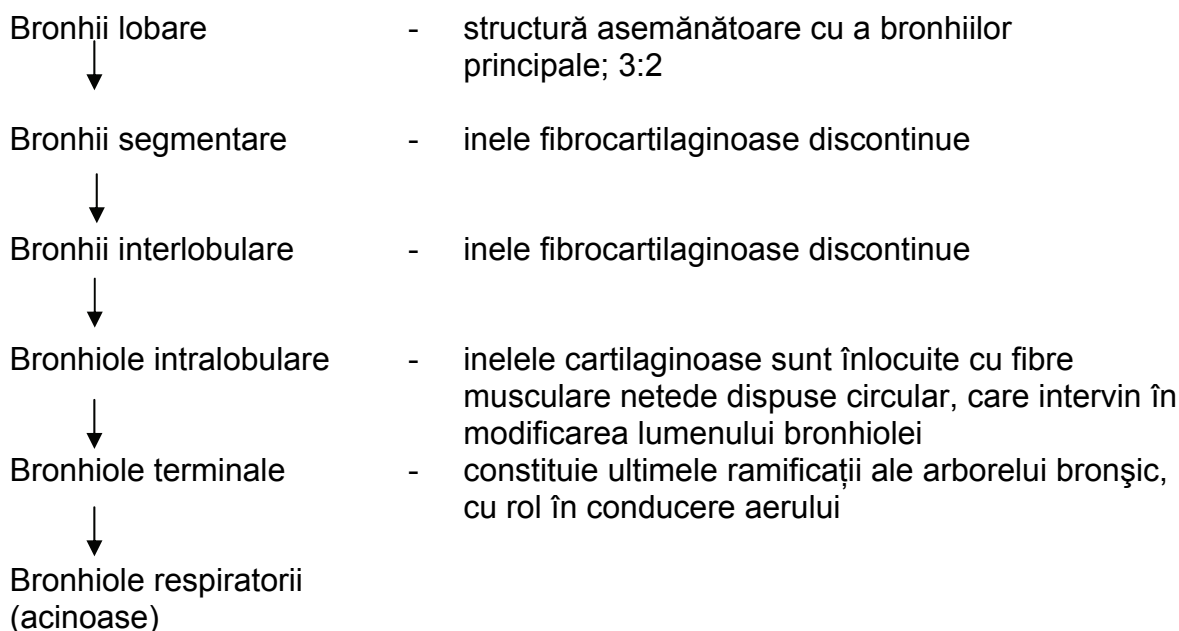 Bronhii lobare - structură asemănătoare cu a bronhiilor
principale; 3:2
Bronhii segmentare - inele fibrocartilaginoase discontinue
Bronhii interlobulare - inele fibrocartilaginoase discontinue
Bronhiole intralobulare - inelele cartilaginoase sunt înlocuite cu fibre
musculare netede dispuse circular, care intervin în
modificarea lumenului bronhiolei
Bronhiole terminale - constituie ultimele ramificații ale arborelui bronşic,
cu rol în conducere aerului
Bronhiole respiratorii
(acinoase)